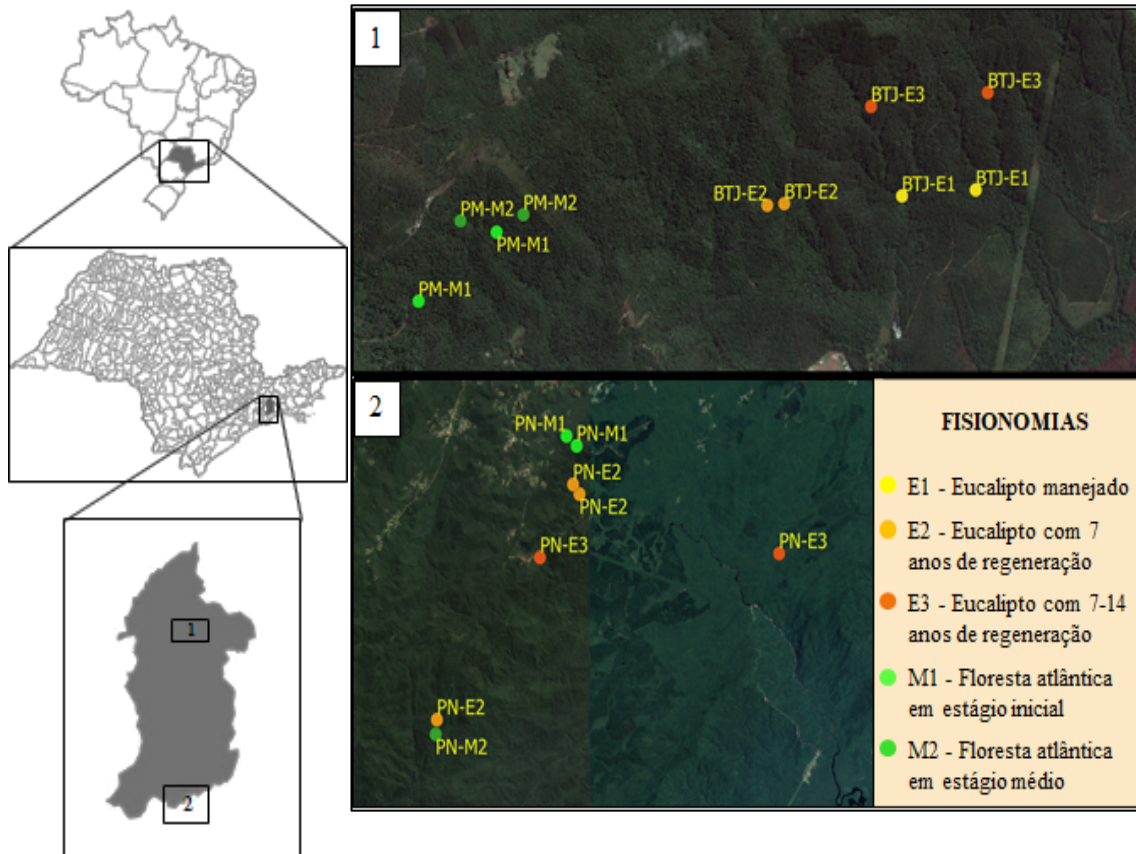 1
BTJ-E3
BTJ-E3
BTJ-E2
BTJ-E2
BTJ-E1
BTJ-E1
PM-M2
PM-M2
PM-M1
PM-M1
2
PN-M1
PN-M1
PN-E2
PN-E2
PN-E3
PN-E3
PN-E2
PN-M2
FISIONOMIAS
E1 - Eucalipto manejado
E2 - Eucalipto com 7
anos de regeneração
E3 - Eucalipto com 7-14
anos de regeneração
M1 - Floresta atlântica
em estágio inicial
M2 - Floresta atlântica
em estágio médio
1
2